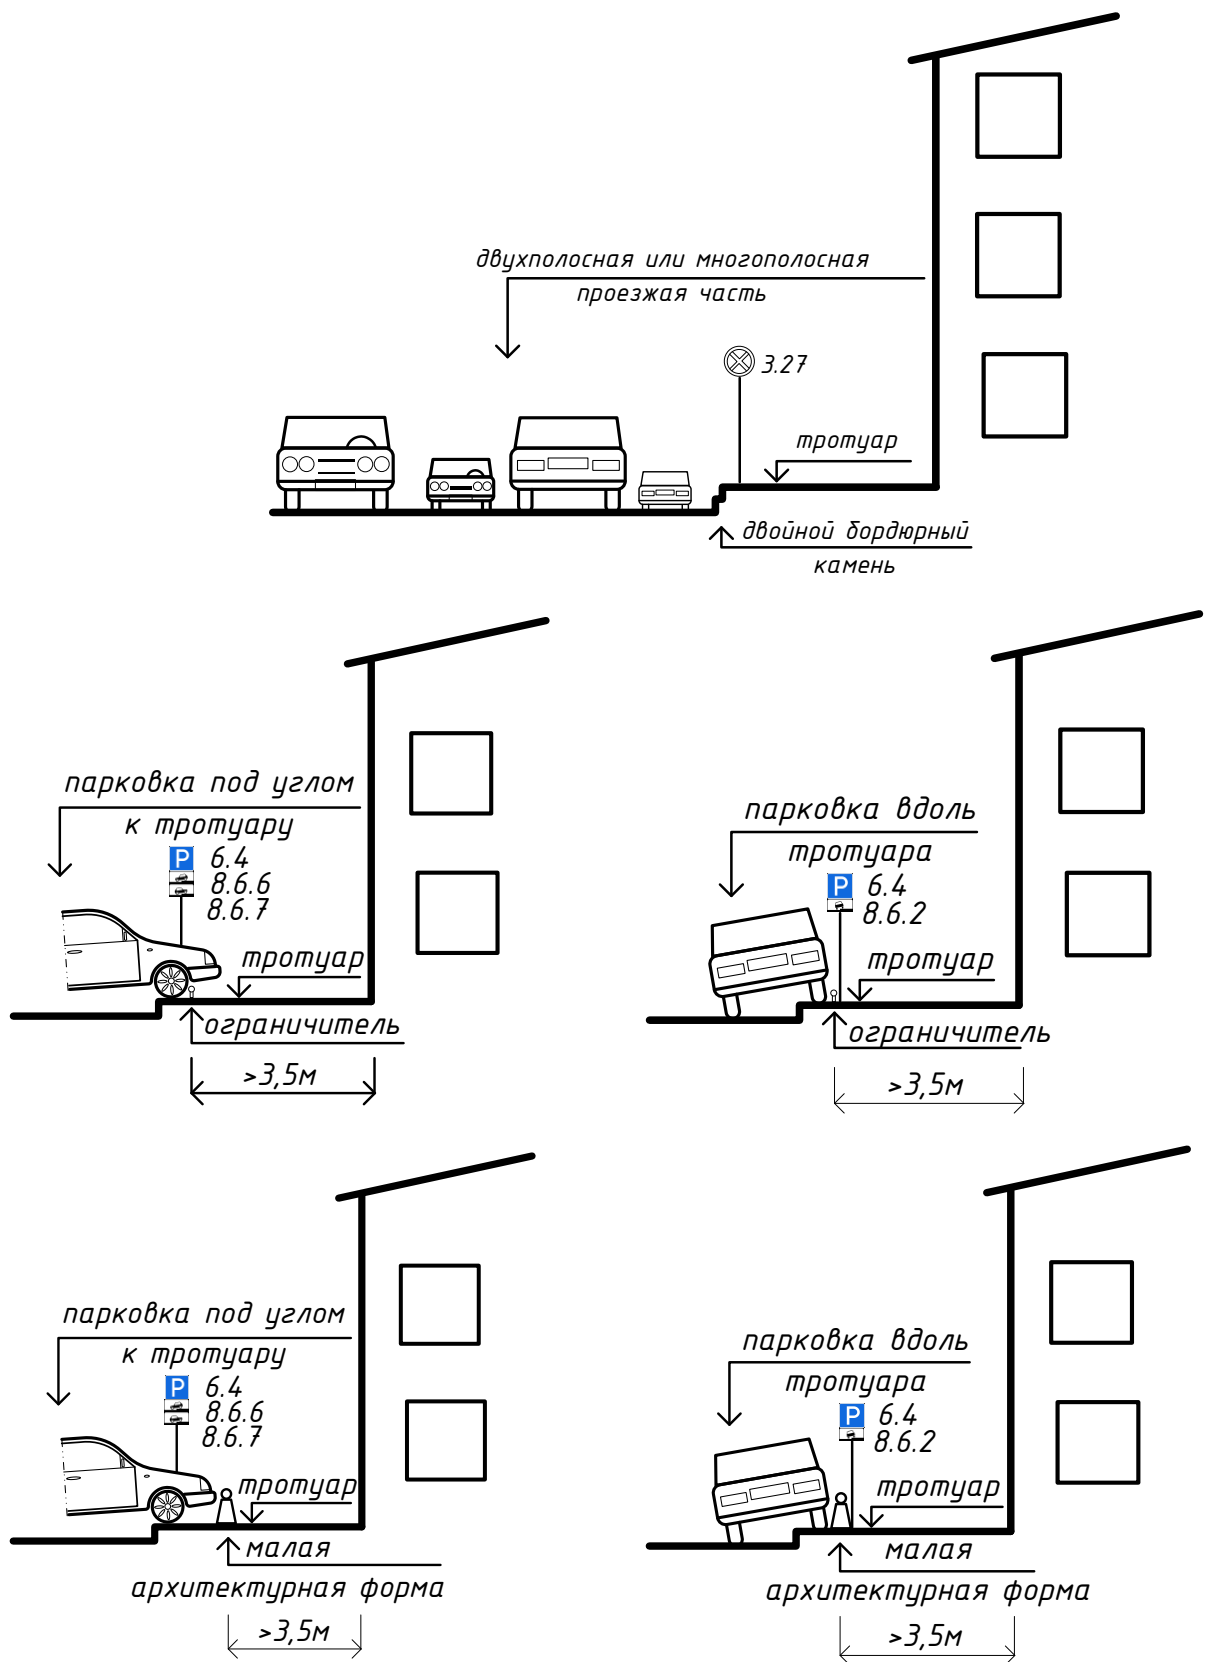 двухполосная или многополосная
проезжая часть
3.27
тротуар
двойной бордюрный
камень
парковка под углом
к тротуару
P 6.4
8.6.6
8.6.7
тротуар
ограничитель
>3,5м
парковка вдоль
тротуара
P 6.4
8.6.2
тротуар
ограничитель
>3,5м
парковка под углом
к тротуару
P 6.4
8.6.6
8.6.7
тротуар
малая
архитектурная форма
>3,5м
парковка вдоль
тротуара
P 6.4
8.6.2
тротуар
малая
архитектурная форма
>3,5м